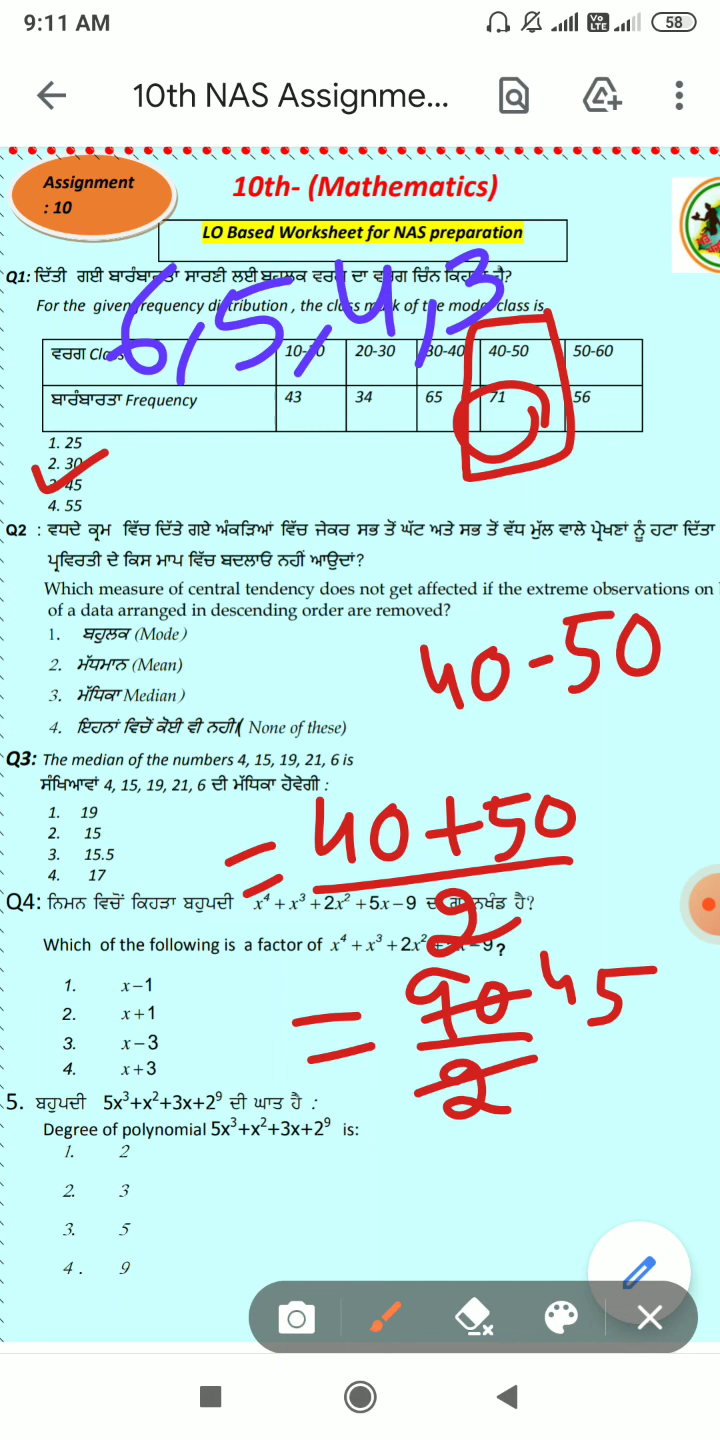 9:11 AM
Vo LTE 58
10th NAS Assignme...
Assignment
: 10
10th- (Mathematics)
LO Based Worksheet for NAS preparation
Q1: ਦਿੱਤੀ ਗਈ ਬਾਰੰਬਾਰਤਾ ਸਾਰਣੀ ਲਈ ਬਹੁਲਕ ਵਰਗ ਦਾ ਵਰਗ ਚਿੰਨ ਕਿਹੜਾ ਹੈ?
For the given frequency distribution , the class mark of the modal class is
6, 5, 4, 3
ਵਰਗ Class 10-20 20-30 30-40 40-50 50-60
ਬਾਰੰਬਾਰਤਾ Frequency 43 34 65 71 56
1. 25
2. 30
3. 45
4. 55
Q2 : ਵਧਦੇ ਕ੍ਰਮ ਵਿੱਚ ਦਿੱਤੇ ਗਏ ਅੰਕੜਿਆਂ ਵਿੱਚ ਜੇਕਰ ਸਭ ਤੋਂ ਘੱਟ ਅਤੇ ਸਭ ਤੋਂ ਵੱਧ ਮੁੱਲ ਵਾਲੇ ਪ੍ਰੇਖਣਾਂ ਨੂੰ ਹਟਾ ਦਿੱਤਾ
ਪ੍ਰਵਿਰਤੀ ਦੇ ਕਿਸ ਮਾਪ ਵਿੱਚ ਬਦਲਾਓ ਨਹੀਂ ਆਉਦਾਂ?
Which measure of central tendency does not get affected if the extreme observations on
of a data arranged in descending order are removed?
1. ਬਹੁਲਕ (Mode)
2. ਮੱਧਮਾਨ (Mean)
3. ਮੱਧਿਕਾ Median)
4. ਇਹਨਾਂ ਵਿਚੋਂ ਕੋਈ ਵੀ ਨਹੀ( None of these)
40-50
Q3: The median of the numbers 4, 15, 19, 21, 6 is
ਸੰਖਿਆਵਾਂ 4, 15, 19, 21, 6 ਦੀ ਮੱਧਿਕਾ ਹੋਵੇਗੀ :
1. 19
2. 15
3. 15.5
4. 17
= 40+50
2
Q4: ਨਿਮਨ ਵਿਚੋਂ ਕਿਹੜਾ ਬਹੁਪਦੀ x⁴ + x³ + 2x² + 5x − 9 ਦਾ ਗੁਣਨਖੰਡ ਹੈ?
Which of the following is a factor of x⁴ + x³ + 2x² + 5x − 9 ?
1. x−1
2. x+1
3. x−3
4. x+3
= 90 45
2
5. ਬਹੁਪਦੀ 5x³+x²+3x+2⁹ ਦੀ ਘਾਤ ਹੈ :
Degree of polynomial 5x³+x²+3x+2⁹ is:
1. 2
2. 3
3. 5
4 . 9